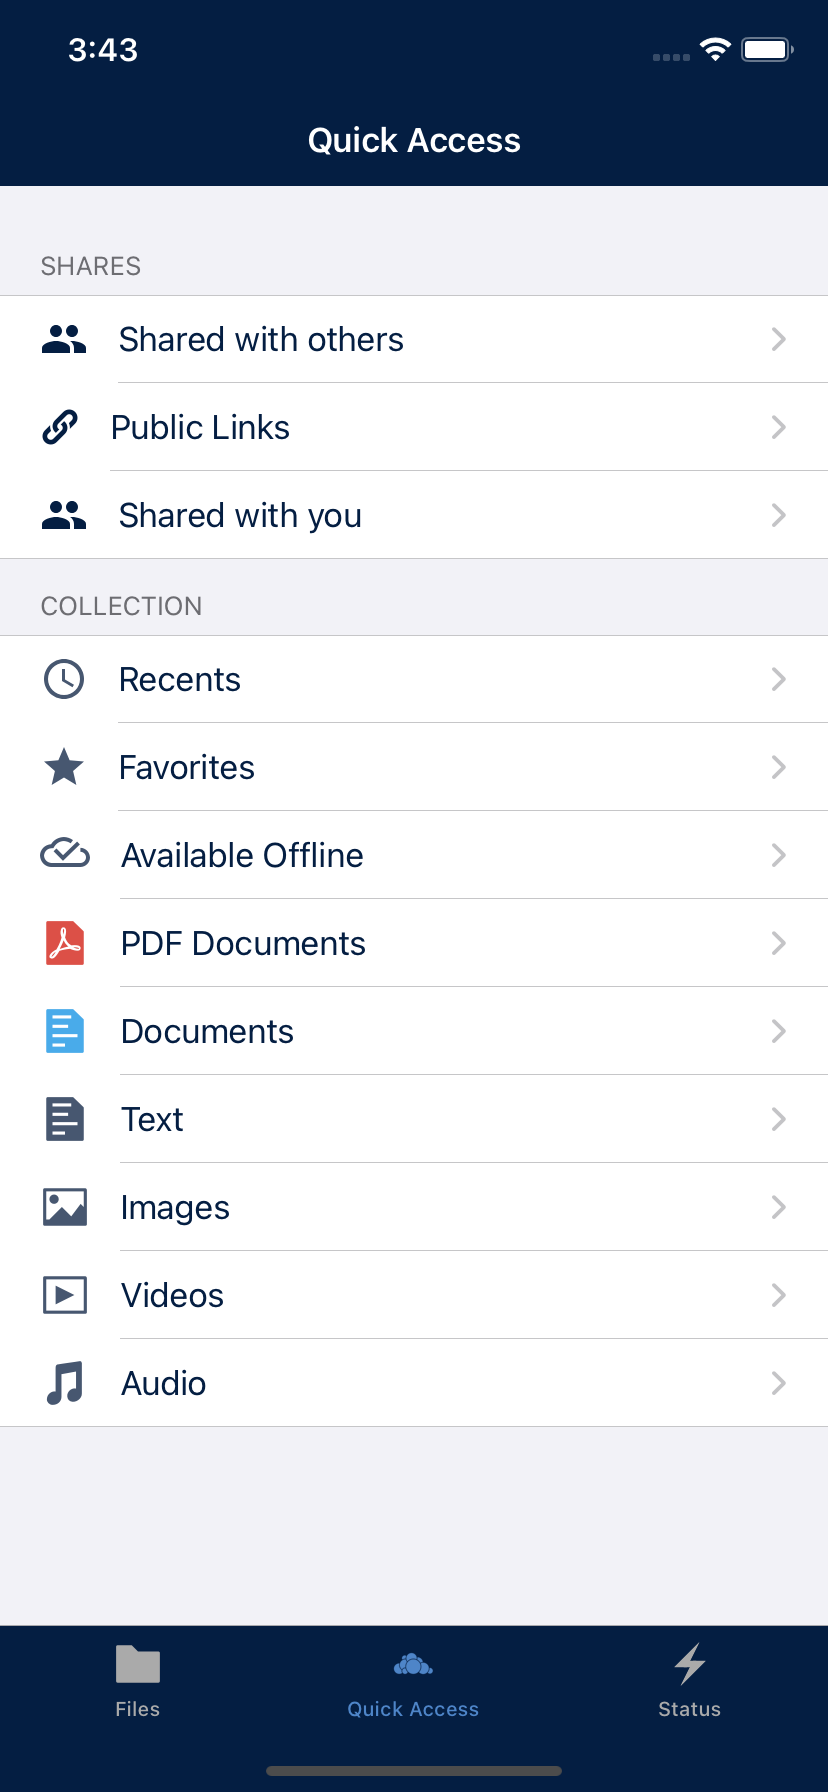 3:43
Quick Access
SHARES
Shared with others
Public Links
Shared with you
COLLECTION
Recents
Favorites
Available Offline
PDF Documents
Documents
Text
Images
Videos
Audio
Files
Quick Access
Status